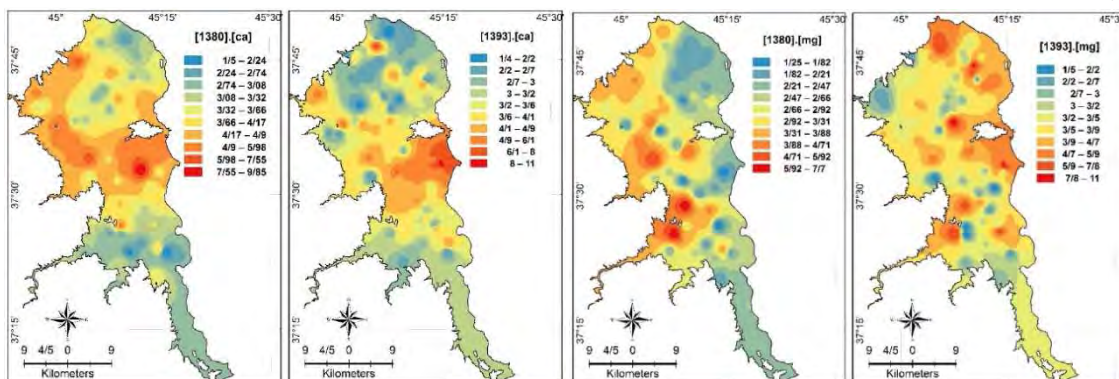 45°15' 45°30'
37°45'
37°30'
37°15'
[1380].[ca]
1/5 – 2/24
2/24 – 2/74
2/74 – 3/08
3/08 – 3/32
3/32 – 3/66
3/66 – 4/17
4/17 – 4/9
4/9 – 5/98
5/98 – 7/55
7/55 – 9/85
9 4/5 0 9
Kilometers
45°15' 45°30'
37°45'
37°30'
37°15'
[1393].[ca]
1/4 – 2/2
2/2 – 2/7
2/7 – 3
3 – 3/2
3/2 – 3/6
3/6 – 4/1
4/1 – 4/9
4/9 – 6/1
6/1 – 8
8 – 11
9 4/5 0 9
Kilometers
45°15' 45°30'
37°45'
37°30'
37°15'
[1380].[mg]
1/25 – 1/82
1/82 – 2/21
2/21 – 2/47
2/47 – 2/66
2/66 – 2/92
2/92 – 3/31
3/31 – 3/88
3/88 – 4/71
4/71 – 5/92
5/92 – 7/7
9 4/5 0 9
Kilometers
45°15' 45°30'
37°45'
37°30'
37°15'
[1393].[mg]
1/5 – 2/2
2/2 – 2/7
2/7 – 3
3 – 3/2
3/2 – 3/5
3/5 – 3/9
3/9 – 4/7
4/7 – 5/9
5/9 – 7/8
7/8 – 11
9 4/5 0 9
Kilometers